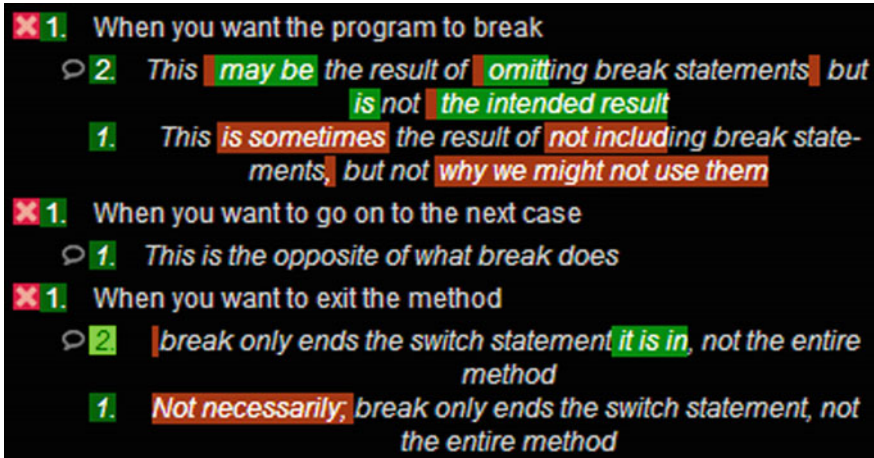 1. When you want the program to break
2. This may be the result of omitting break statements but
is not the intended result
1. This is sometimes the result of not including break state-
ments, but not why we might not use them
1. When you want to go on to the next case
1. This is the opposite of what break does
1. When you want to exit the method
2. break only ends the switch statement it is in, not the entire
method
1. Not necessarily; break only ends the switch statement, not
the entire method